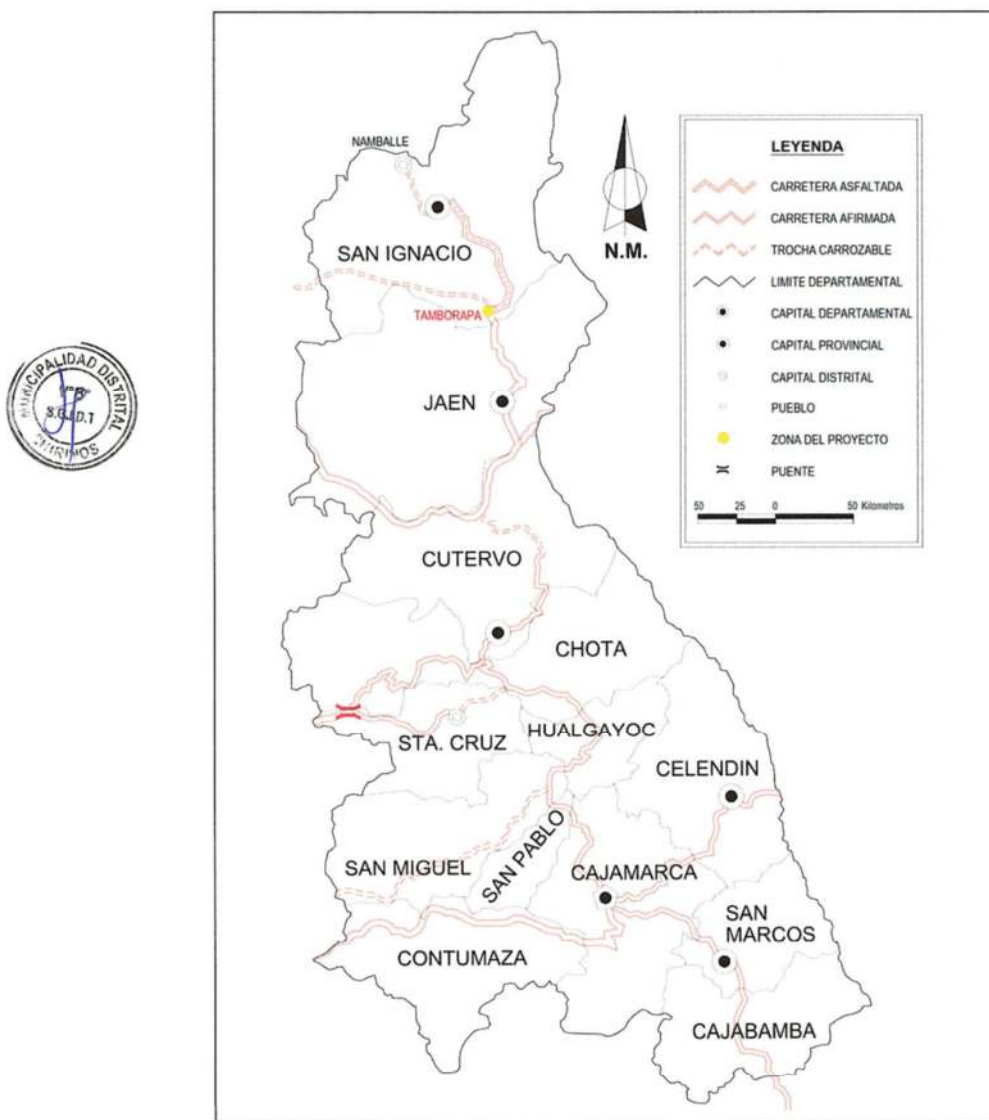 NAMBALLE
SAN IGNACIO
TAMBORAPA
JAEN
CUTERVO
CHOTA
HUALGAYOC
STA. CRUZ
CELENDIN
SAN PABLO
SAN MIGUEL
CAJAMARCA
SAN
MARCOS
CONTUMAZA
CAJABAMBA
N.M.
LEYENDA
CARRETERA ASFALTADA
CARRETERA AFIRMADA
TROCHA CARROZABLE
LIMITE DEPARTAMENTAL
CAPITAL DEPARTAMENTAL
CAPITAL PROVINCIAL
CAPITAL DISTRITAL
PUEBLO
ZONA DEL PROYECTO
PUENTE
50 25 0 50 Kilometros
MUNICIPALIDAD DISTRITAL